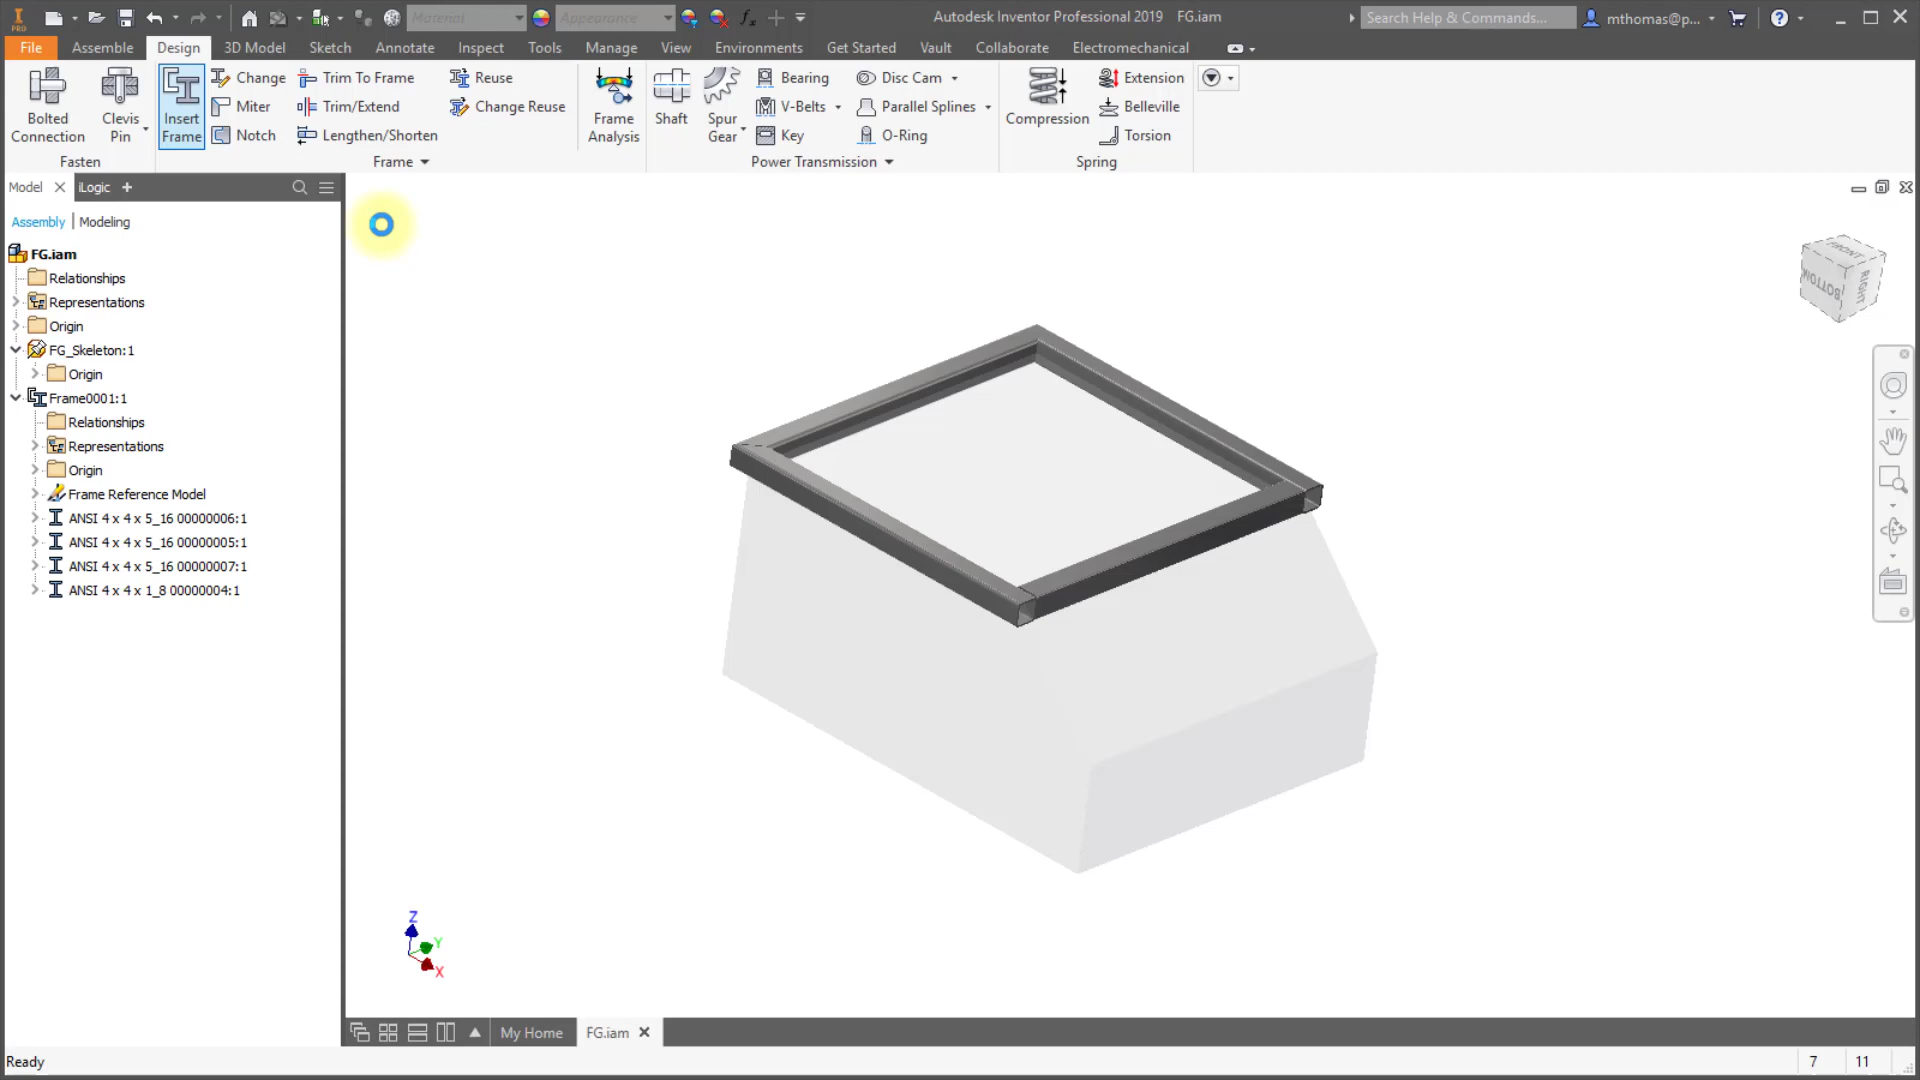 Material
Appearance
Autodesk Inventor Professional 2019 FG.iam
Search Help & Commands...
mthomas@p...
PRO
File Assemble Design 3D Model Sketch Annotate Inspect Tools Manage View Environments Get Started Vault Collaborate Electromechanical
Bolted Connection
Clevis Pin
Fasten
Insert Frame
Change
Miter
Notch
Trim To Frame
Trim/Extend
Lengthen/Shorten
Reuse
Change Reuse
Frame
Frame Analysis
Shaft
Spur Gear
Bearing
V-Belts
Key
Disc Cam
Parallel Splines
O-Ring
Power Transmission
Compression
Extension
Belleville
Torsion
Spring
Model
iLogic
Assembly | Modeling
FG.iam
Relationships
Representations
Origin
FG_Skeleton:1
Origin
Frame0001:1
Relationships
Representations
Origin
Frame Reference Model
ANSI 4 x 4 x 5_16 00000006:1
ANSI 4 x 4 x 5_16 00000005:1
ANSI 4 x 4 x 5_16 00000007:1
ANSI 4 x 4 x 1_8 00000004:1
FRONT
BOTTOM
RIGHT
Z
Y
X
My Home
FG.iam
Ready
7 11